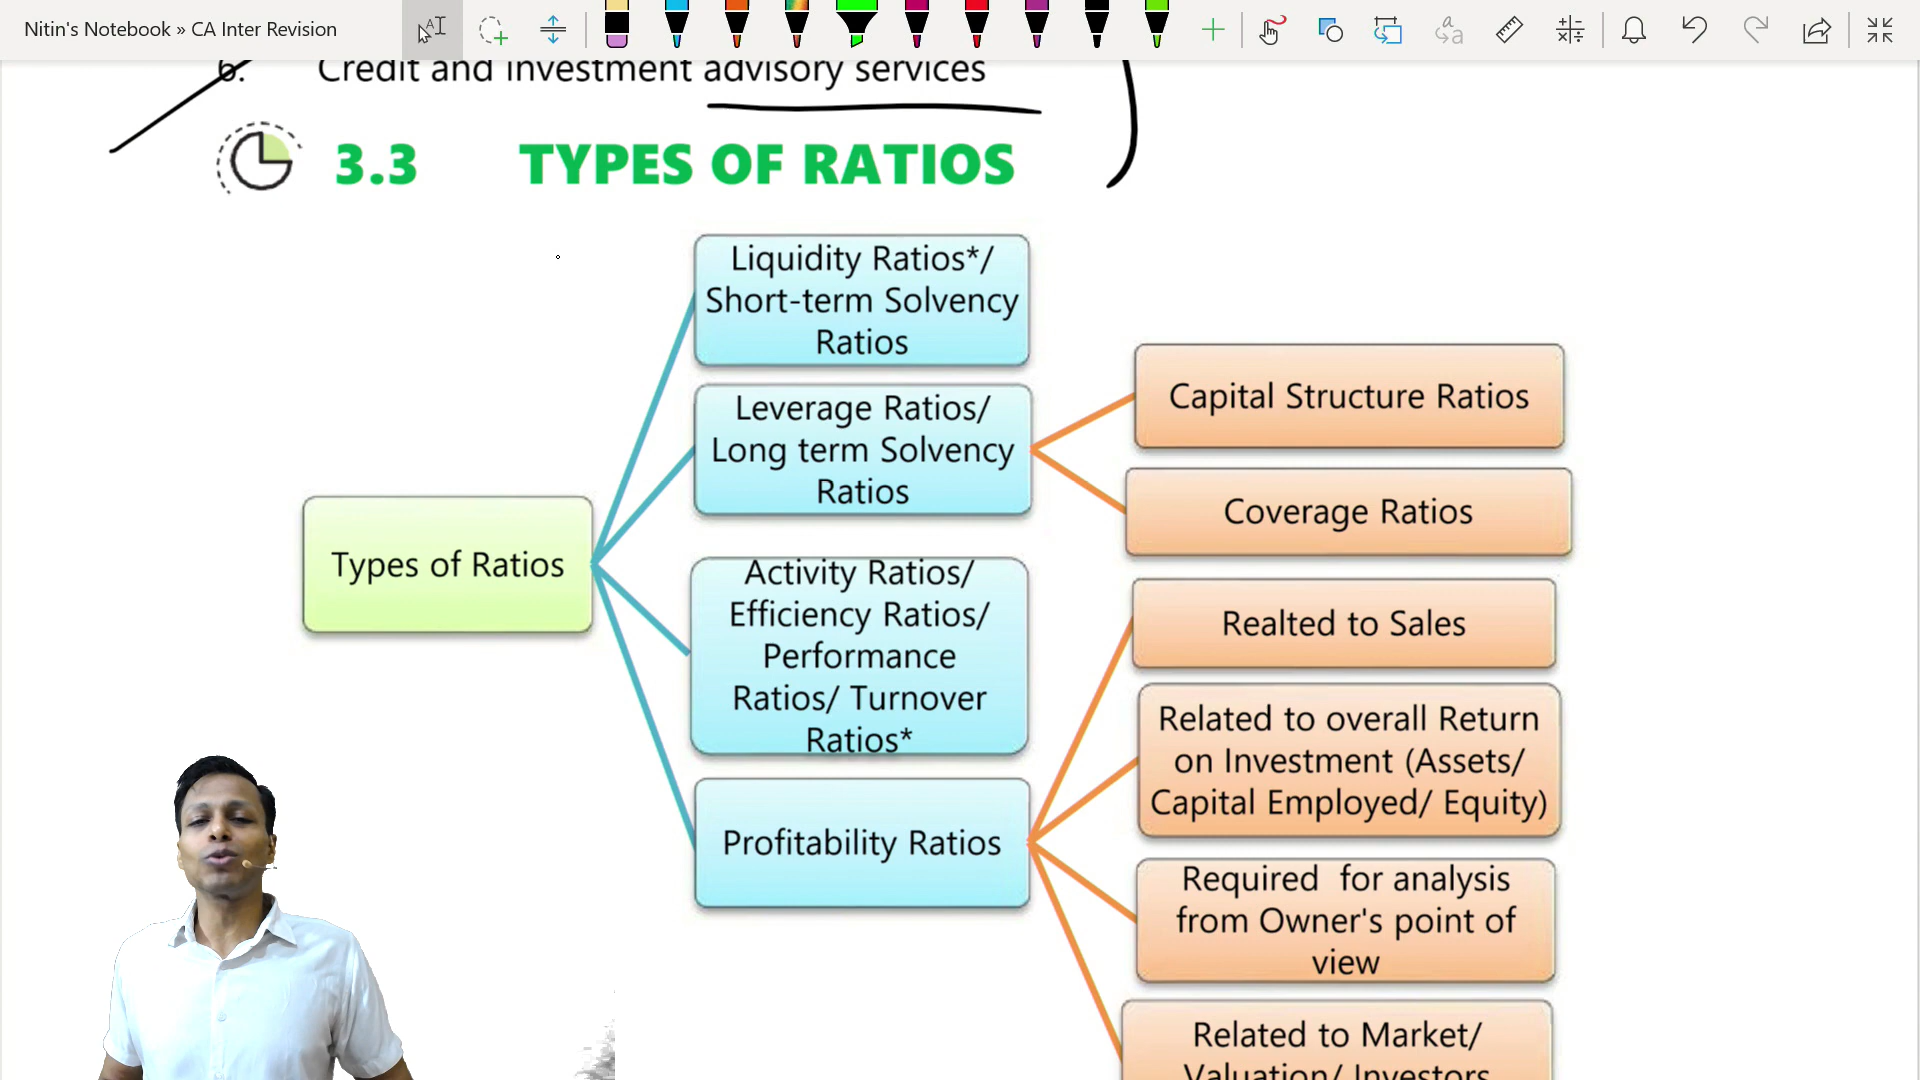 Nitin's Notebook » CA Inter Revision
6. Credit and investment advisory services
3.3 TYPES OF RATIOS
Types of Ratios
Liquidity Ratios*/
Short-term Solvency
Ratios
Leverage Ratios/
Long term Solvency
Ratios
Capital Structure Ratios
Coverage Ratios
Activity Ratios/
Efficiency Ratios/
Performance
Ratios/ Turnover
Ratios*
Profitability Ratios
Realted to Sales
Related to overall Return
on Investment (Assets/
Capital Employed/ Equity)
Required for analysis
from Owner's point of
view
Related to Market/
Valuation/ Investors